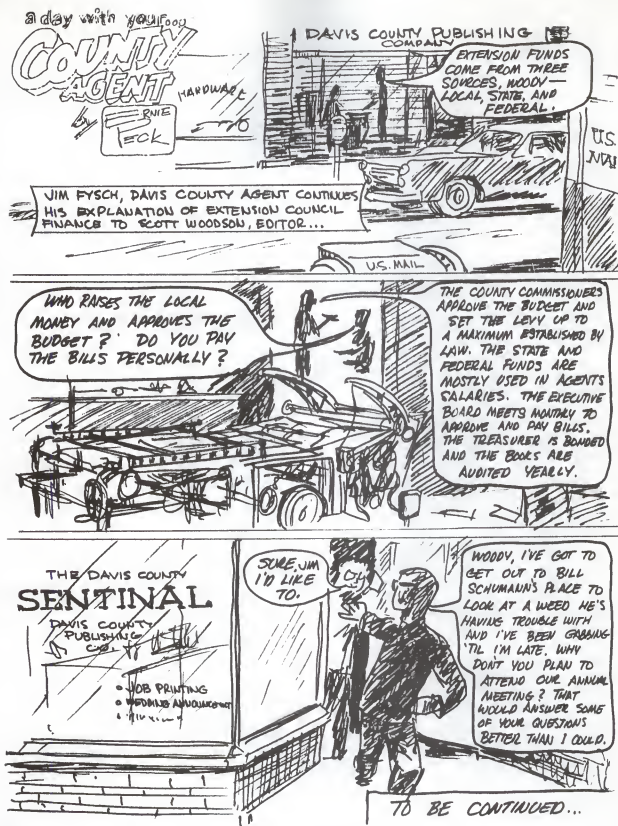 a day with your
COUNTY
AGENT
by
ERNIE
PECK
HARDWARE
DAVIS COUNTY PUBLISHING
COMPANY
EXTENSION FUNDS
COME FROM THREE
SOURCES, WOODY—
LOCAL, STATE, AND
FEDERAL.
U.S.
MAIL
JIM FYSCH, DAVIS COUNTY AGENT CONTINUES
HIS EXPLANATION OF EXTENSION COUNCIL
FINANCE TO SCOTT WOODSON, EDITOR...
U.S. MAIL
WHO RAISES THE LOCAL
MONEY AND APPROVES THE
BUDGET? DO YOU PAY
THE BILLS PERSONALLY?
THE COUNTY COMMISSIONERS
APPROVE THE BUDGET AND
SET THE LEVY UP TO
A MAXIMUM ESTABLISHED BY
LAW. THE STATE AND
FEDERAL FUNDS ARE
MOSTLY USED IN AGENTS
SALARIES. THE EXECUTIVE
BOARD MEETS MONTHLY TO
APPROVE AND PAY BILLS.
THE TREASURER IS BONDED
AND THE BOOKS ARE
AUDITED YEARLY.
THE DAVIS COUNTY
SENTINAL
DAVIS COUNTY
PUBLISHING
CO.
• JOB PRINTING
• WEDDING ANNOUNCEMENT
SURE, JIM
I'D LIKE
TO.
WOODY, I'VE GOT TO
GET OUT TO BILL
SCHUMANN'S PLACE TO
LOOK AT A WEED HE'S
HAVING TROUBLE WITH
AND I'VE BEEN GABBING
'TIL I'M LATE. WHY
DON'T YOU PLAN TO
ATTEND OUR ANNUAL
MEETING? THAT
WOULD ANSWER SOME
OF YOUR QUESTIONS
BETTER THAN I COULD.
TO BE CONTINUED...